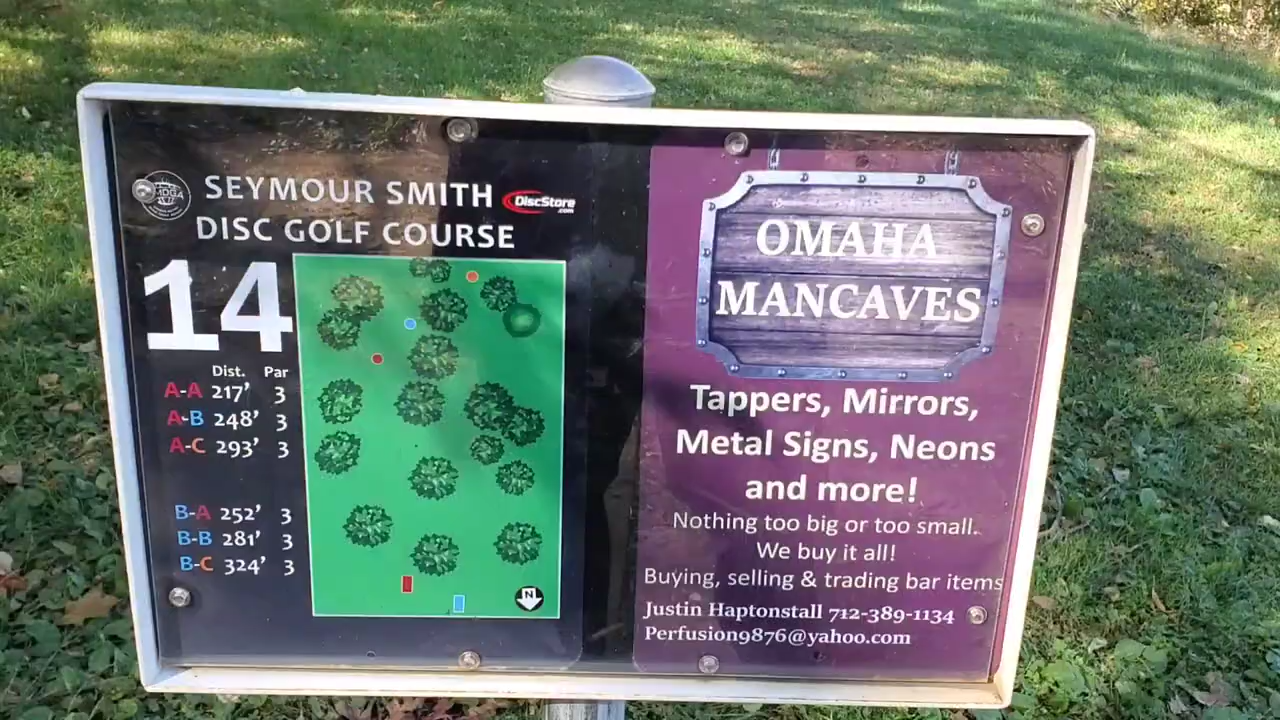 SEYMOUR SMITH
DISC GOLF COURSE
DiscStore
.com
14
Dist. Par
A-A 217' 3
A-B 248' 3
A-C 293' 3
B-A 252' 3
B-B 281' 3
B-C 324' 3
N
OMAHA
MANCAVES
Tappers, Mirrors,
Metal Signs, Neons
and more!
Nothing too big or too small.
We buy it all!
Buying, selling & trading bar items
Justin Haptonstall 712-389-1134
Perfusion9876@yahoo.com